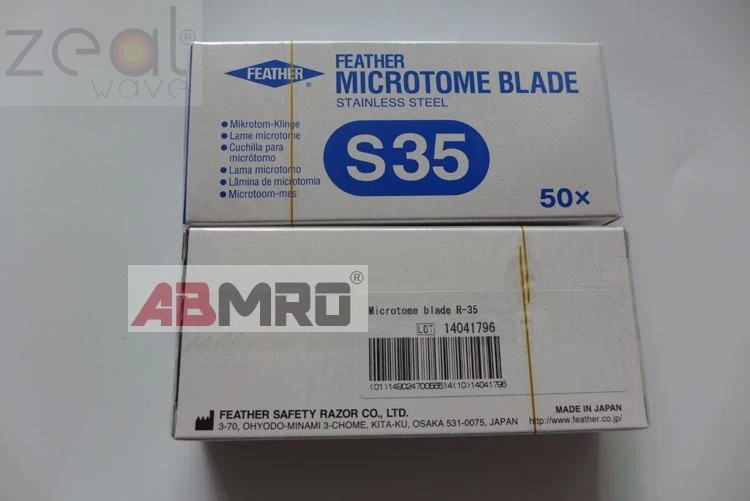 zeal®
wave
FEATHER
®
FEATHER
MICROTOME BLADE
STAINLESS STEEL
• Mikrotom-Klinge
• Lame microtome
• Cuchilla para
micrótomo
• Lama microtomo
• Lâmina de microtomia
• Microtoom-mes
S35
50×
ABMRO®
Microtome blade R-35
LOT 14041796
(01)14902470056514(10)14041796
FEATHER SAFETY RAZOR CO., LTD.
3-70, OHYODO-MINAMI 3-CHOME, KITA-KU, OSAKA 531-0075, JAPAN
MADE IN JAPAN
http://www.feather.co.jp/